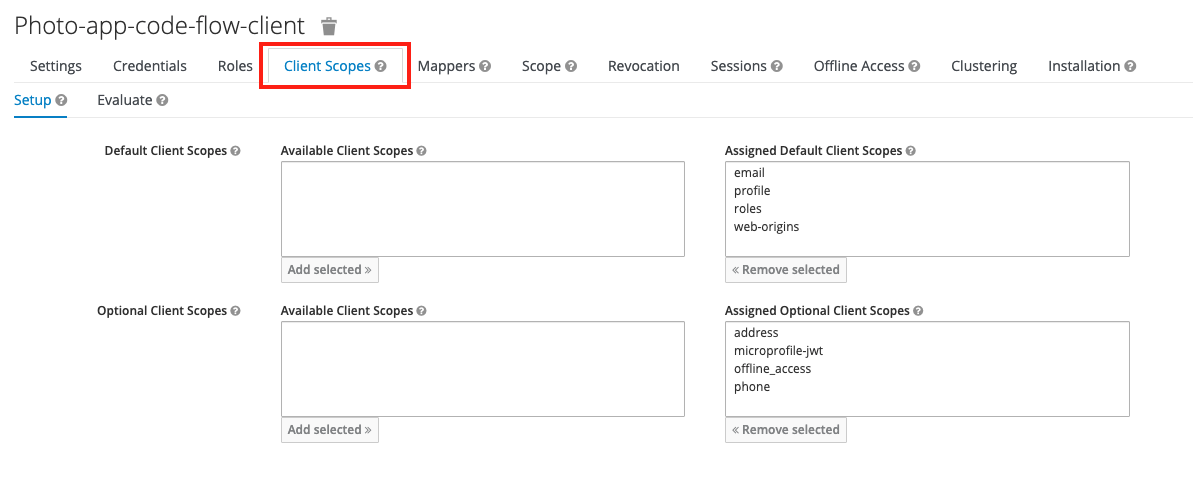 Photo-app-code-flow-client
Settings Credentials Roles Client Scopes Mappers Scope Revocation Sessions Offline Access Clustering Installation
Setup Evaluate
Default Client Scopes Available Client Scopes Assigned Default Client Scopes
email
profile
roles
web-origins
Add selected » « Remove selected
Optional Client Scopes Available Client Scopes Assigned Optional Client Scopes
address
microprofile-jwt
offline_access
phone
Add selected » « Remove selected